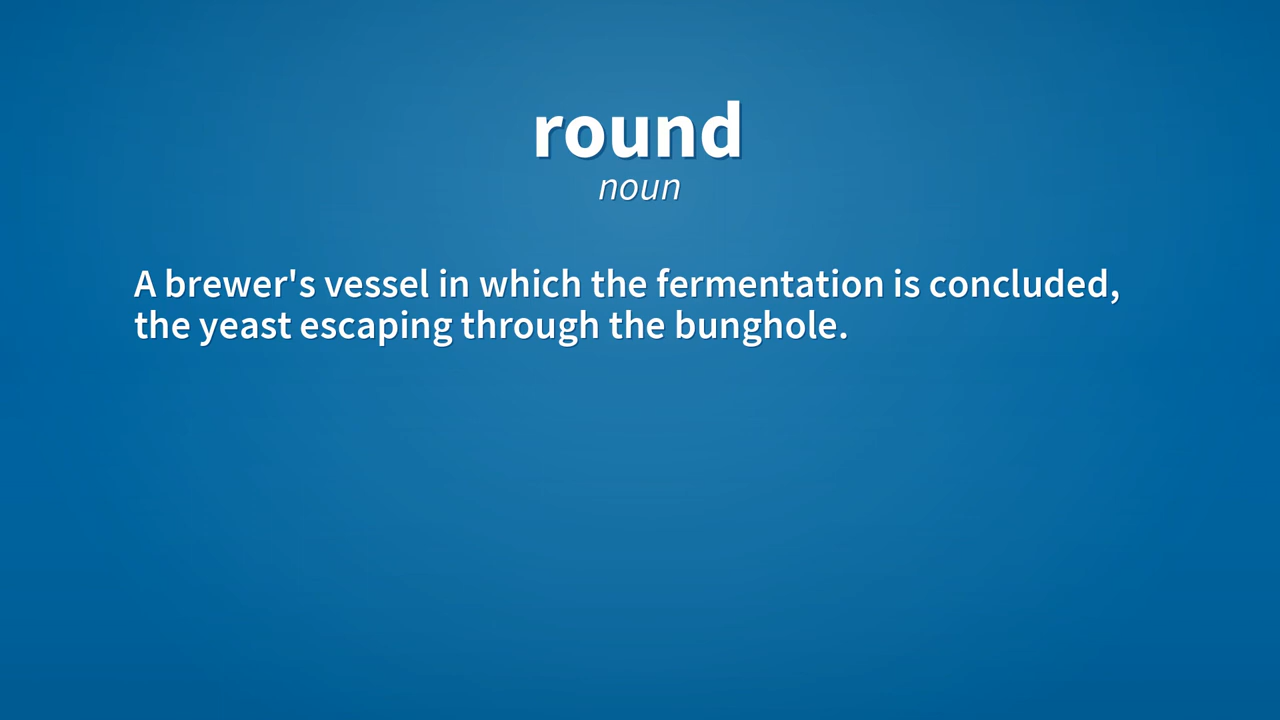 round
noun
A brewer's vessel in which the fermentation is concluded,
the yeast escaping through the bunghole.